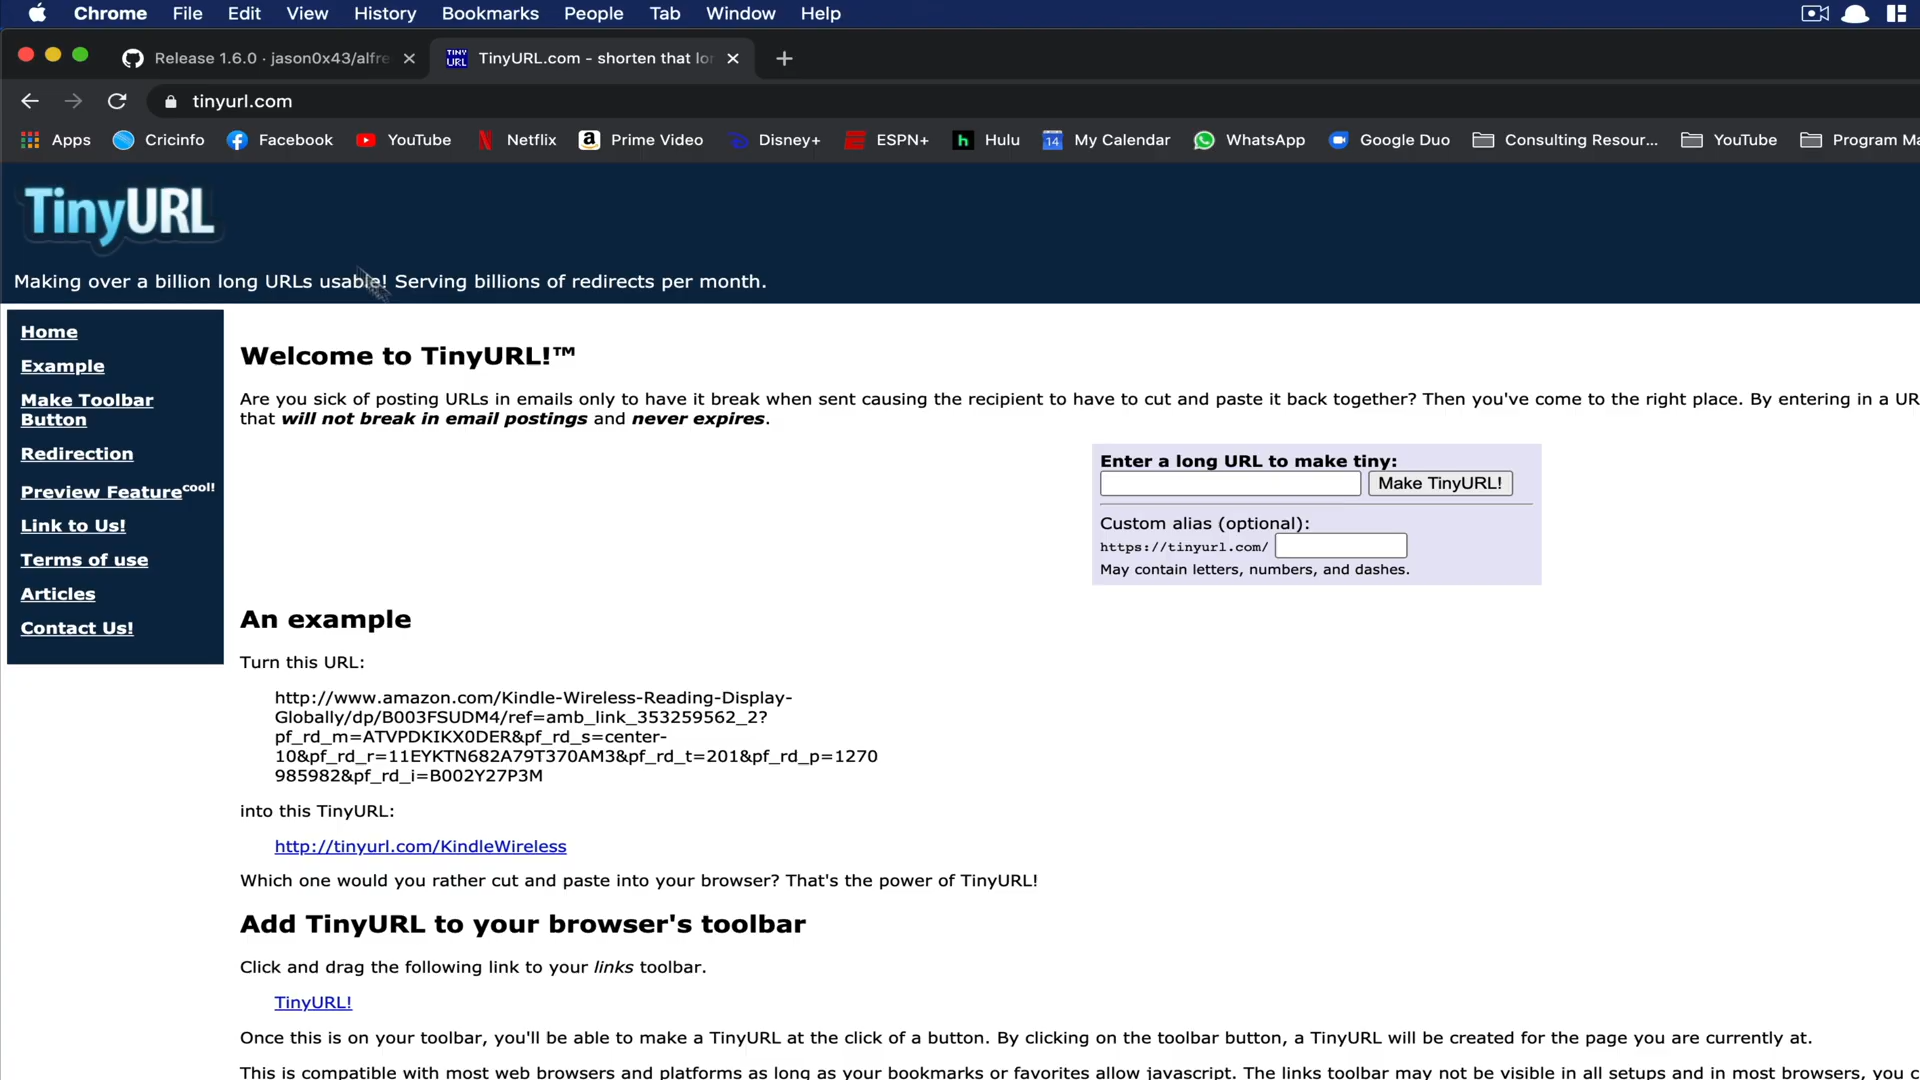 Chrome File Edit View History Bookmarks People Tab Window Help
Release 1.6.0 · jason0x43/alfre TINY URL TinyURL.com - shorten that lo
tinyurl.com
Apps Cricinfo Facebook YouTube Netflix Prime Video Disney+ ESPN+ Hulu 14 My Calendar WhatsApp Google Duo Consulting Resour... YouTube Program Ma
TinyURL
Making over a billion long URLs usable! Serving billions of redirects per month.
Home
Example
Make Toolbar
Button
Redirection
Preview Feature cool!
Link to Us!
Terms of use
Articles
Contact Us!
Welcome to TinyURL!™
Are you sick of posting URLs in emails only to have it break when sent causing the recipient to have to cut and paste it back together? Then you've come to the right place. By entering in a UR
that will not break in email postings and never expires.
Enter a long URL to make tiny:
Make TinyURL!
Custom alias (optional):
https://tinyurl.com/
May contain letters, numbers, and dashes.
An example
Turn this URL:
http://www.amazon.com/Kindle-Wireless-Reading-Display-
Globally/dp/B003FSUDM4/ref=amb_link_353259562_2?
pf_rd_m=ATVPDKIKX0DER&pf_rd_s=center-
10&pf_rd_r=11EYKTN682A79T370AM3&pf_rd_t=201&pf_rd_p=1270
985982&pf_rd_i=B002Y27P3M
into this TinyURL:
http://tinyurl.com/KindleWireless
Which one would you rather cut and paste into your browser? That's the power of TinyURL!
Add TinyURL to your browser's toolbar
Click and drag the following link to your links toolbar.
TinyURL!
Once this is on your toolbar, you'll be able to make a TinyURL at the click of a button. By clicking on the toolbar button, a TinyURL will be created for the page you are currently at.
This is compatible with most web browsers and platforms as long as your bookmarks or favorites allow javascript. The links toolbar may not be visible in all setups and in most browsers, you c